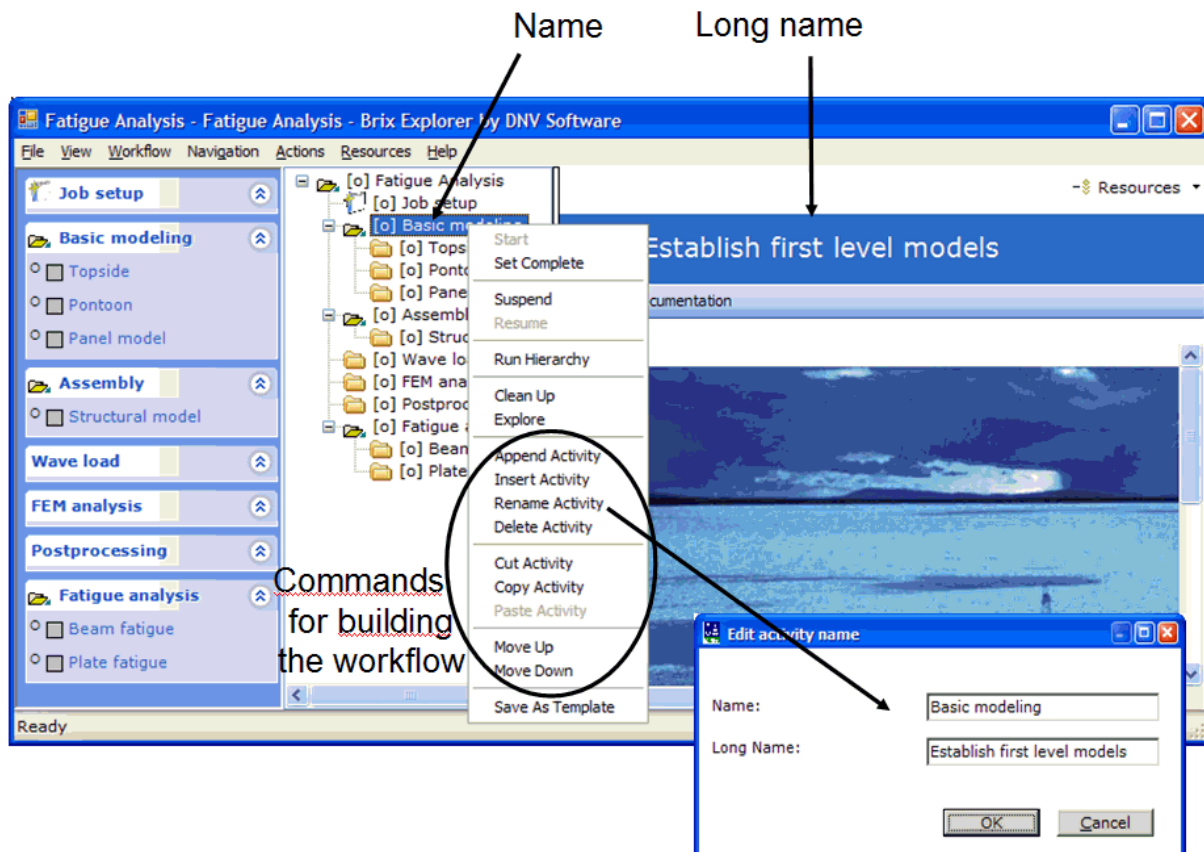 Name
Long name
Fatigue Analysis - Fatigue Analysis - Brix Explorer by DNV Software
File View Workflow Navigation Actions Resources Help
Job setup
Basic modeling
Topside
Pontoon
Panel model
Assembly
Structural model
Wave load
FEM analysis
Postprocessing
Fatigue analysis
Beam fatigue
Plate fatigue
[o] Fatigue Analysis
[o] Job setup
[o] Basic modeling
[o] Tops
[o] Ponto
[o] Pane
[o] Assembl
[o] Struc
[o] Wave lo
[o] FEM ana
[o] Postproc
[o] Fatigue a
[o] Beam
[o] Plate
Start
Set Complete
Suspend
Resume
Run Hierarchy
Clean Up
Explore
Append Activity
Insert Activity
Rename Activity
Delete Activity
Cut Activity
Copy Activity
Paste Activity
Move Up
Move Down
Save As Template
Commands
for building
the workflow
Resources
Establish first level models
cumentation
Ready
Edit activity name
Name:
Basic modeling
Long Name:
Establish first level models
OK
Cancel